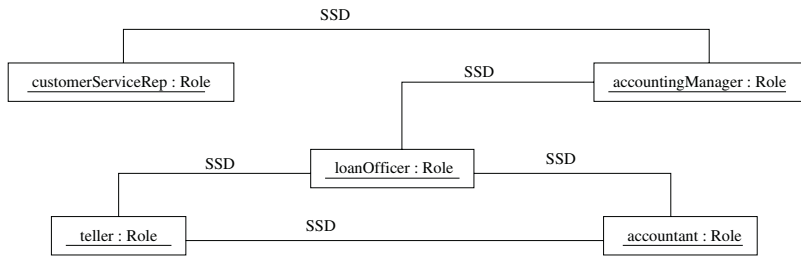 SSD
customerServiceRep : Role
SSD
accountingManager : Role
SSD
loanOfficer : Role
SSD
teller : Role
SSD
accountant : Role